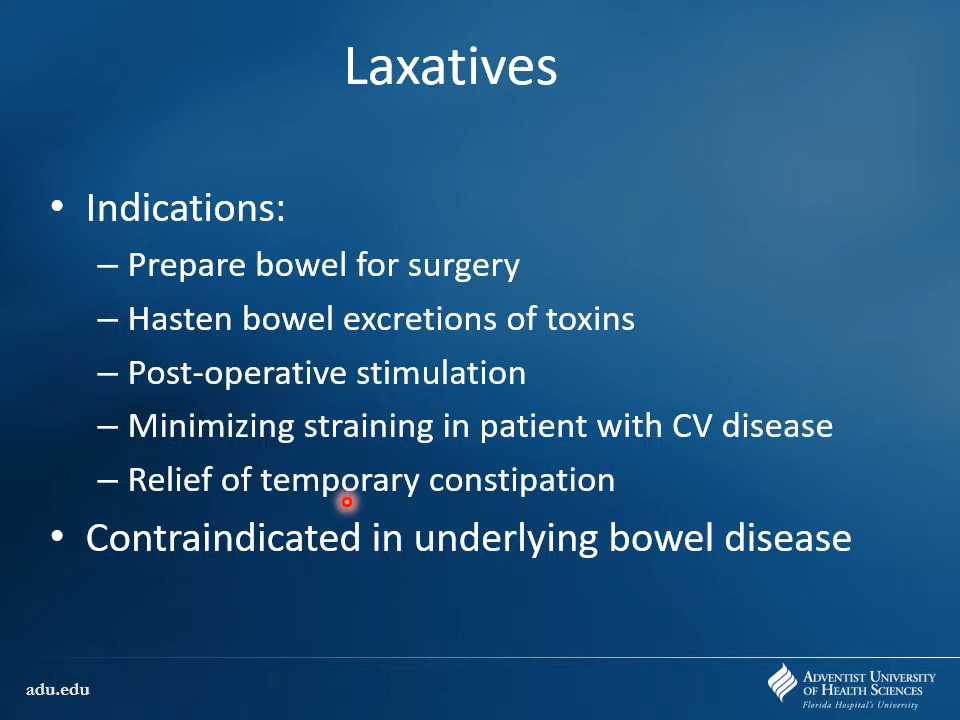 Laxatives
• Indications:
– Prepare bowel for surgery
– Hasten bowel excretions of toxins
– Post-operative stimulation
– Minimizing straining in patient with CV disease
– Relief of temporary constipation
• Contraindicated in underlying bowel disease
adu.edu
ADVENTIST UNIVERSITY
OF HEALTH SCIENCES
Florida Hospital's University